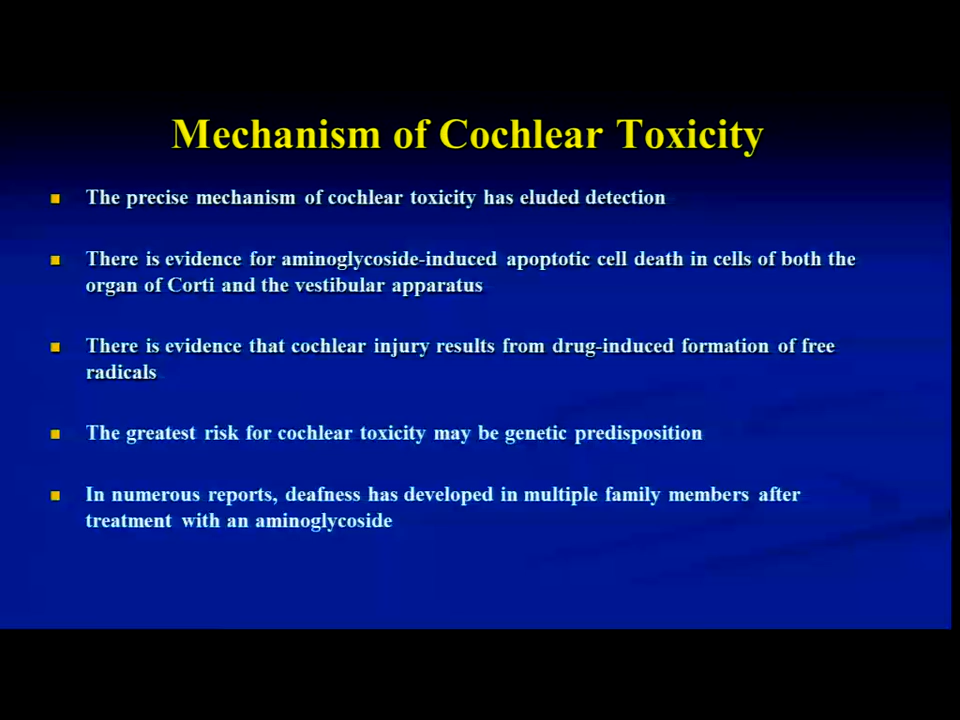 Mechanism of Cochlear Toxicity
The precise mechanism of cochlear toxicity has eluded detection
There is evidence for aminoglycoside-induced apoptotic cell death in cells of both the
organ of Corti and the vestibular apparatus
There is evidence that cochlear injury results from drug-induced formation of free
radicals
The greatest risk for cochlear toxicity may be genetic predisposition
In numerous reports, deafness has developed in multiple family members after
treatment with an aminoglycoside